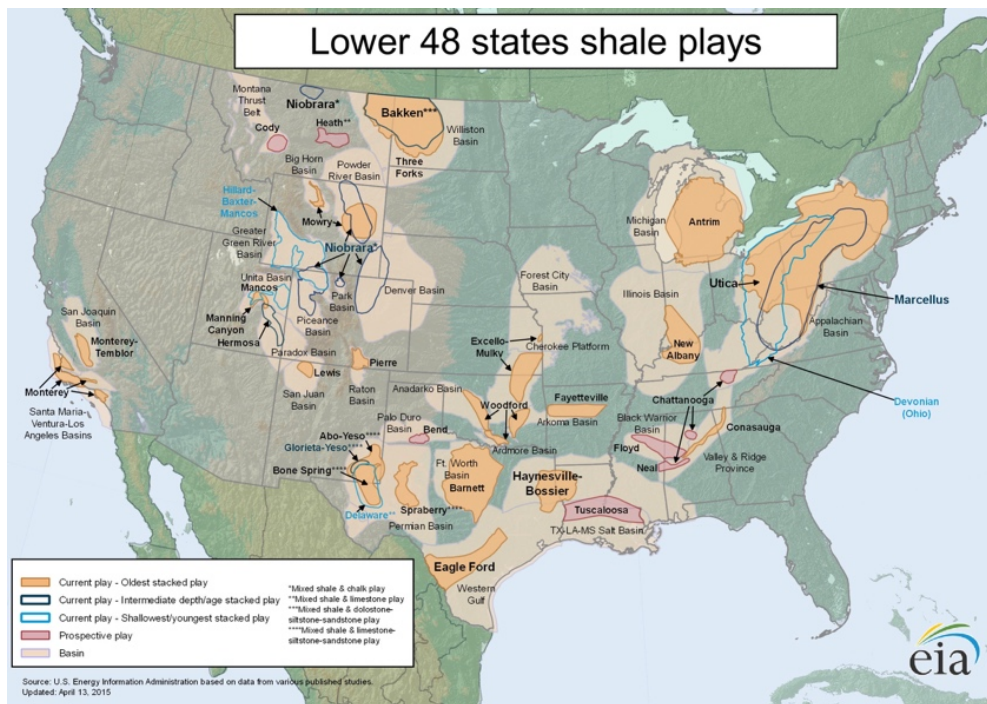 Lower 48 states shale plays
Montana
Thrust
Belt
Niobrara*
Bakken***
Cody
Heath**
Williston
Basin
Big Horn
Basin
Powder
River Basin
Three
Forks
Hillard-
Baxter-
Mancos
Mowry
Michigan
Basin
Antrim
Greater
Green River
Basin
Niobrara*
Forest City
Basin
Uinta Basin
Mancos
Park
Basin
Denver Basin
Illinois Basin
Utica
Marcellus
San Joaquin
Basin
Manning
Canyon
Piceance
Basin
Appalachian
Basin
Hermosa
Monterey-
Temblor
Paradox Basin
Excello-
Mulky
Cherokee Platform
New
Albany
Pierre
Lewis
Monterey
Raton
Basin
Anadarko Basin
San Juan
Basin
Woodford
Fayetteville
Chattanooga
Devonian
(Ohio)
Santa Maria-
Ventura-Los
Angeles Basins
Palo Duro
Basin
Bend
Arkoma Basin
Black Warrior
Basin
Conasauga
Abo-Yeso****
Glorieta-Yeso****
Ardmore Basin
Floyd
Valley & Ridge
Province
Bone Spring****
Ft. Worth
Basin
Barnett
Haynesville-
Bossier
Neal
Delaware**
Spraberry****
Permian Basin
Tuscaloosa
TX-LA-MS Salt Basin
Eagle Ford
Western
Gulf
Current play - Oldest stacked play
Current play - Intermediate depth/age stacked play
Current play - Shallowest/youngest stacked play
Prospective play
Basin
*Mixed shale & chalk play
**Mixed shale & limestone play
***Mixed shale & dolostone-
siltstone-sandstone play
****Mixed shale & limestone-
siltstone-sandstone play
eia
Source: U.S. Energy Information Administration based on data from various published studies.
Updated: April 13, 2015